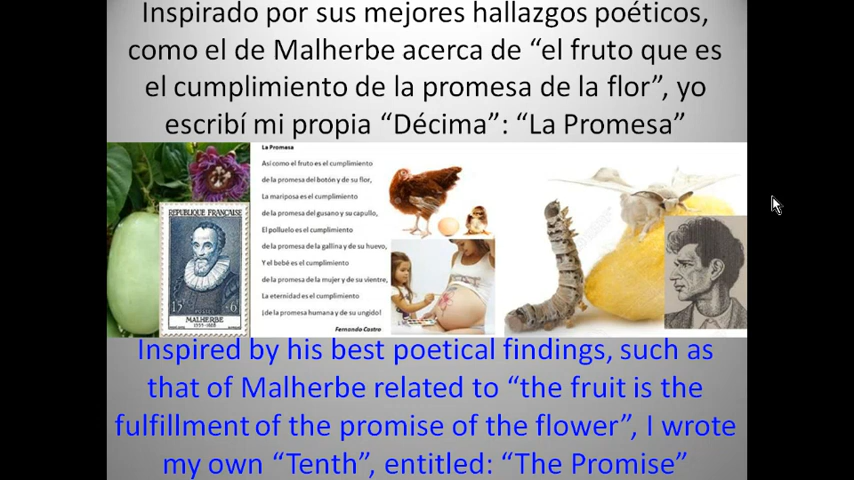 Inspirado por sus mejores hallazgos poéticos,
como el de Malherbe acerca de “el fruto que es
el cumplimiento de la promesa de la flor”, yo
escribí mi propia “Décima”: “La Promesa”
La Promesa
Así como el fruto es el cumplimiento
de la promesa del botón y de su flor,
La mariposa es el cumplimiento
de la promesa del gusano y su capullo,
El polluelo es el cumplimiento
de la promesa de la gallina y de su huevo,
Y el bebé es el cumplimiento
de la promesa de la mujer y de su vientre,
La eternidad es el cumplimiento
¡de la promesa humana y de su ungido!
Fernando Castro
REPUBLIQUE FRANÇAISE
15 6
POSTES
MALHERBE
1555-1628
Inspired by his best poetical findings, such as
that of Malherbe related to “the fruit is the
fulfillment of the promise of the flower”, I wrote
my own “Tenth”, entitled: “The Promise”